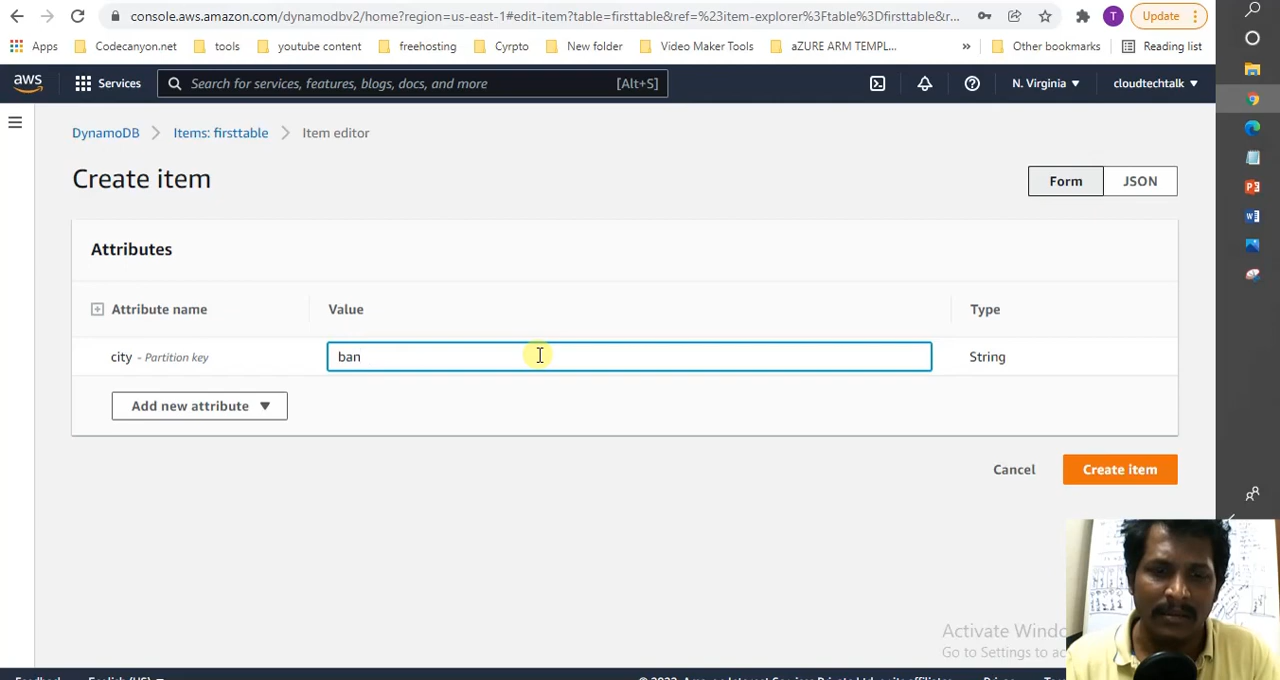 console.aws.amazon.com/dynamodbv2/home?region=us-east-1#edit-item?table=firsttable&ref=%23item-explorer%3Ftable%3Dfirsttable&r... T Update
Apps Codecanyon.net tools youtube content freehosting Cyrpto New folder Video Maker Tools aZURE ARM TEMPL... » Other bookmarks Reading list
aws Services Search for services, features, blogs, docs, and more [Alt+S] N. Virginia cloudtechtalk
DynamoDB Items: firsttable Item editor
Create item Form JSON
Attributes
Attribute name Value Type
city - Partition key ban String
Add new attribute
Cancel Create item
Activate Windo
Go to Settings to ac